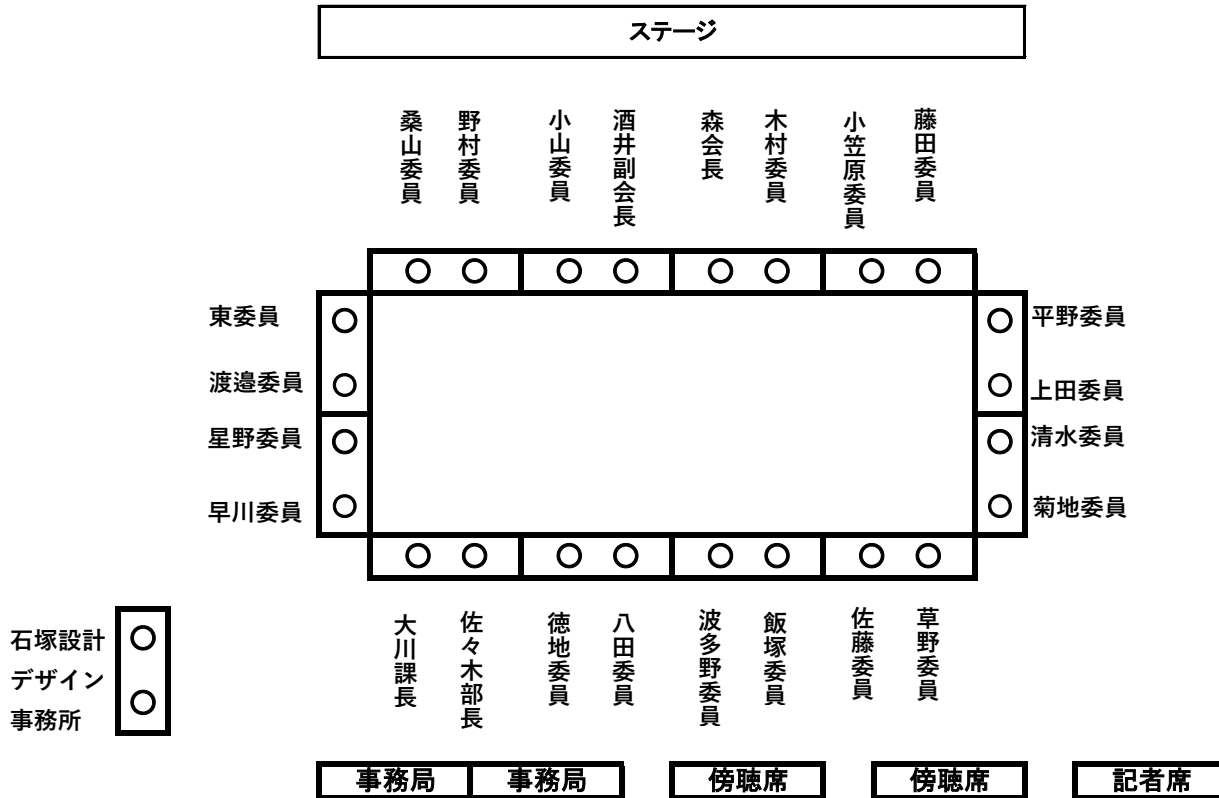 ステージ
桑山委員
野村委員
小山委員
酒井副会長
森会長
木村委員
小笠原委員
藤田委員
東委員
平野委員
渡邉委員
上田委員
星野委員
清水委員
早川委員
菊地委員
大川課長
佐々木部長
徳地委員
八田委員
波多野委員
飯塚委員
佐藤委員
草野委員
石塚設計
デザイン
事務所
事務局
事務局
傍聴席
傍聴席
記者席